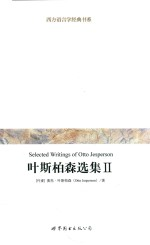 西方语言学经典书系
Selected Writings of Otto Jespersen
叶斯柏森选集Ⅱ
[丹麦] 奥托·叶斯柏森 (Otto Jespersen) 著
世界图书出版公司